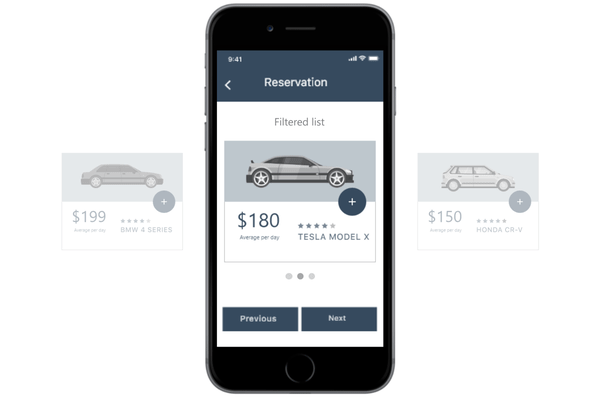 9:41
Reservation
Filtered list
$199
Average per day
BMW 4 SERIES
$180
Average per day
TESLA MODEL X
$150
Average per day
HONDA CR-V
Previous
Next